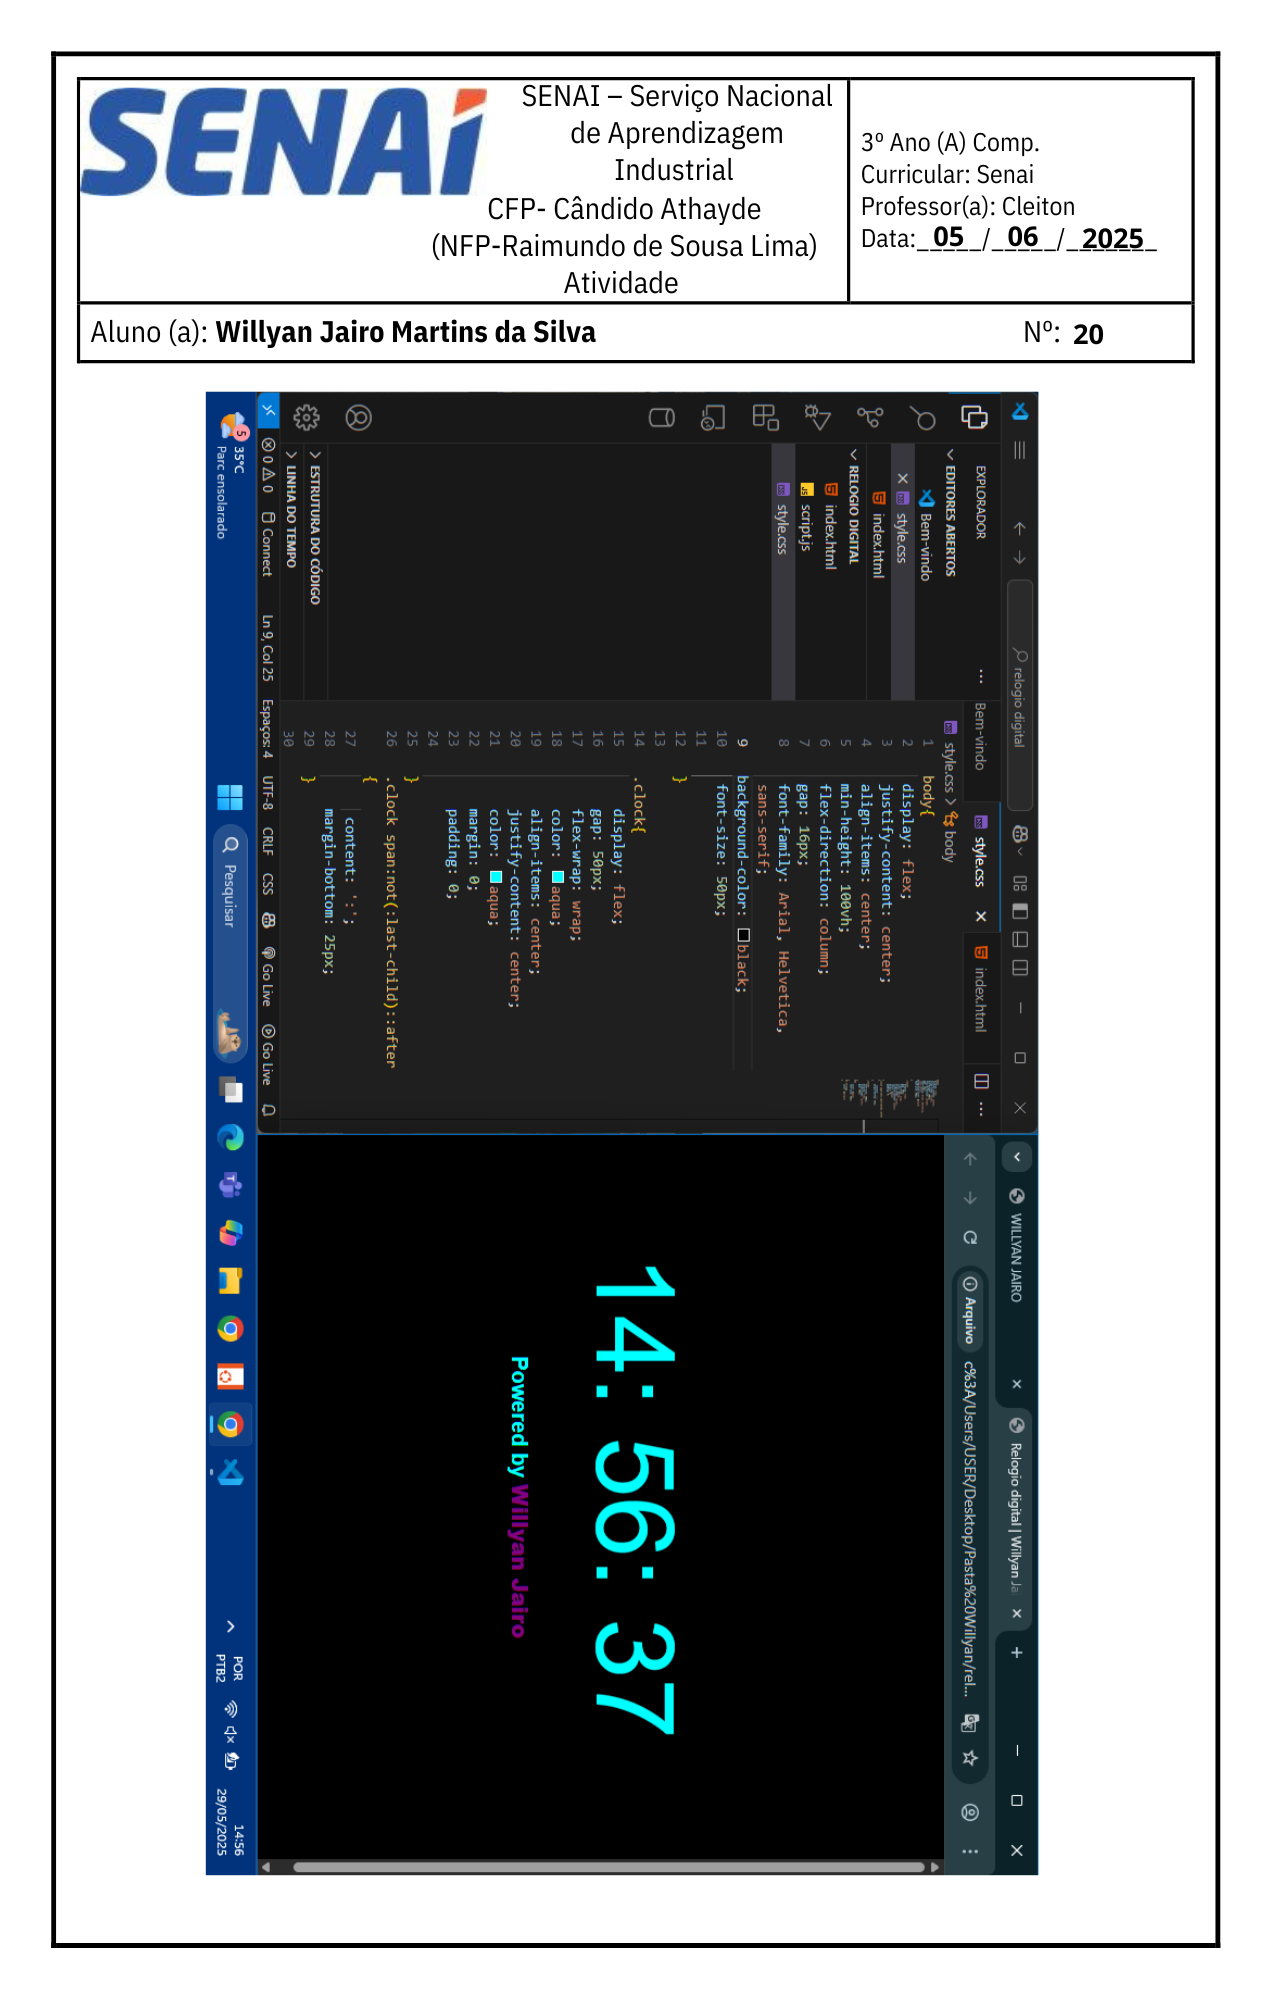 SENAI
SENAI – Serviço Nacional
de Aprendizagem
Industrial
CFP- Cândido Athayde
(NFP-Raimundo de Sousa Lima)
Atividade
3º Ano (A) Comp.
Curricular: Senai
Professor(a): Cleiton
Data:_05_/_06_/_2025_
Aluno (a): Willyan Jairo Martins da Silva
Nº: 20
relogio digital
EXPLORADOR
...
EDITORES ABERTOS
Bem-vindo
style.css
index.html
RELOGIO DIGITAL
index.html
script.js
style.css
ESTRUTURA DO CÓDIGO
LINHA DO TEMPO
Bem-vindo
style.css
index.html
style.css > body
1 body{
2 display: flex;
3 justify-content: center;
4 align-items: center;
5 min-height: 100vh;
6 flex-direction: column;
7 gap: 16px;
8 font-family: Arial, Helvetica,
sans-serif;
9 background-color: black;
10 font-size: 50px;
11
12 }
13
14 .clock{
15 display: flex;
16 gap: 50px;
17 flex-wrap: wrap;
18 color: aqua;
19 align-items: center;
20 justify-content: center;
21 color: aqua;
22 margin: 0;
23 padding: 0;
24
25 }
26 .clock span:not(:last-child)::after
{
27 content: ':';
28 margin-bottom: 25px;
29 }
30
0 0 Connect Ln 9, Col 25 Espaços: 4 UTF-8 CRLF CSS Go Live Go Live
WILLYAN JAIRO
Relogio digital | Willyan Ja
Arquivo c%3A/Users/USER/Desktop/Pasta%20Willyan/rel...
14: 56: 37
Powered by Willyan Jairo
5
35°C
Parc ensolarado
Pesquisar
POR
PTB2
14:56
29/05/2025